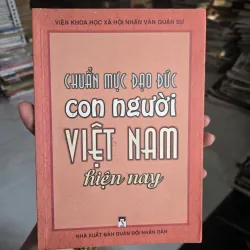 VIỆN KHOA HỌC XÃ HỘI NHÂN VĂN QUÂN SỰ
CHUẨN MỰC ĐẠO ĐỨC
CON NGƯỜI
VIỆT NAM
hiện nay
NHÀ XUẤT BẢN QUÂN ĐỘI NHÂN DÂN